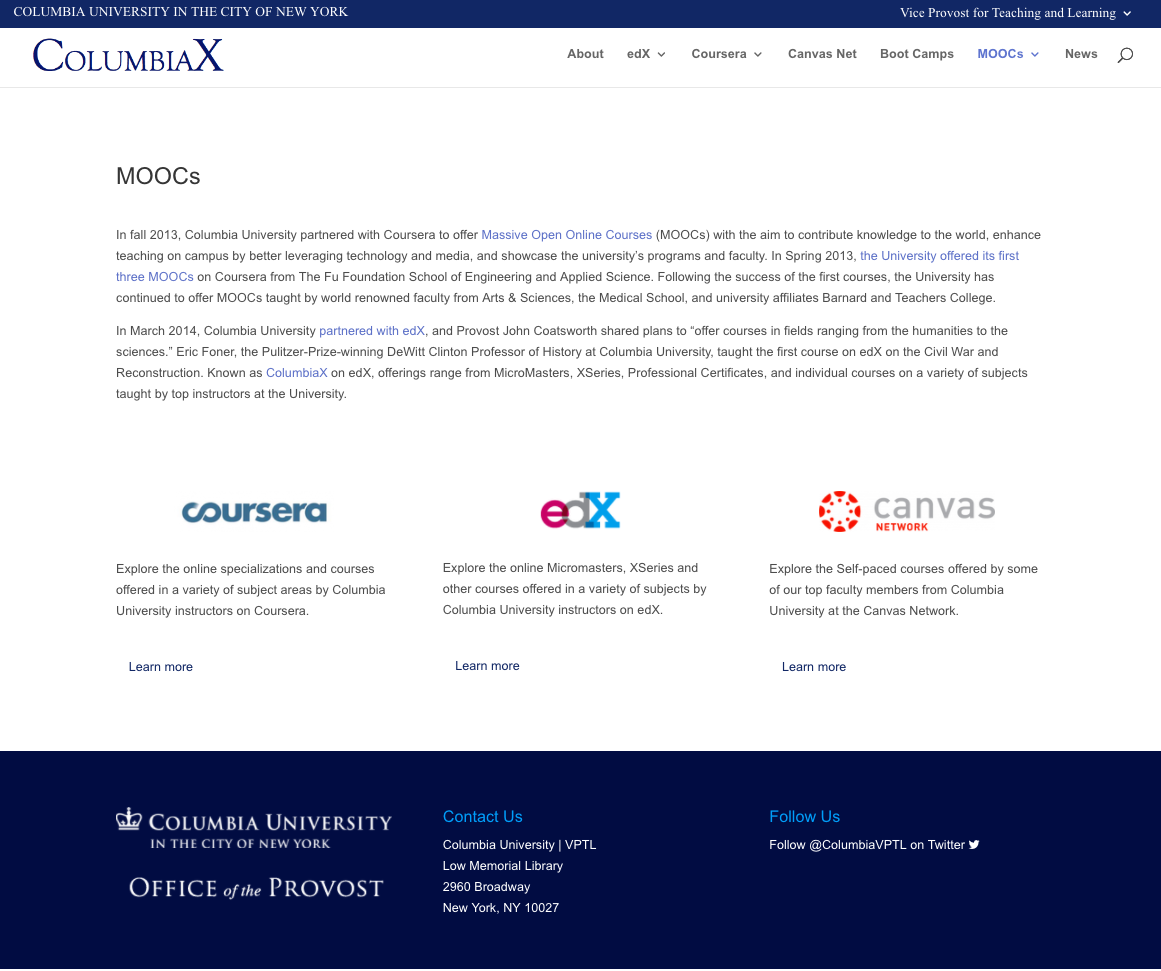 COLUMBIA UNIVERSITY IN THE CITY OF NEW YORK
Vice Provost for Teaching and Learning
COLUMBIAX
About edX Coursera Canvas Net Boot Camps MOOCs News
MOOCs
In fall 2013, Columbia University partnered with Coursera to offer Massive Open Online Courses (MOOCs) with the aim to contribute knowledge to the world, enhance
teaching on campus by better leveraging technology and media, and showcase the university's programs and faculty. In Spring 2013, the University offered its first
three MOOCs on Coursera from The Fu Foundation School of Engineering and Applied Science. Following the success of the first courses, the University has
continued to offer MOOCs taught by world renowned faculty from Arts & Sciences, the Medical School, and university affiliates Barnard and Teachers College.
In March 2014, Columbia University partnered with edX, and Provost John Coatsworth shared plans to “offer courses in fields ranging from the humanities to the
sciences.” Eric Foner, the Pulitzer-Prize-winning DeWitt Clinton Professor of History at Columbia University, taught the first course on edX on the Civil War and
Reconstruction. Known as ColumbiaX on edX, offerings range from MicroMasters, XSeries, Professional Certificates, and individual courses on a variety of subjects
taught by top instructors at the University.
coursera
Explore the online specializations and courses
offered in a variety of subject areas by Columbia
University instructors on Coursera.
Learn more
edX
Explore the online Micromasters, XSeries and
other courses offered in a variety of subjects by
Columbia University instructors on edX.
Learn more
canvas
NETWORK
Explore the Self-paced courses offered by some
of our top faculty members from Columbia
University at the Canvas Network.
Learn more
COLUMBIA UNIVERSITY
IN THE CITY OF NEW YORK
OFFICE of the PROVOST
Contact Us
Columbia University | VPTL
Low Memorial Library
2960 Broadway
New York, NY 10027
Follow Us
Follow @ColumbiaVPTL on Twitter